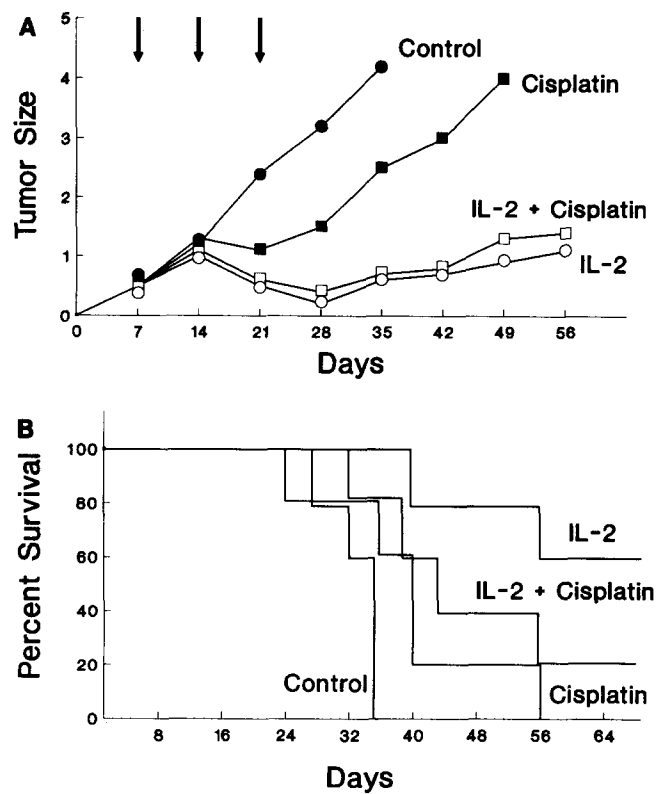 A
5
Control
4
Cisplatin
Tumor Size
3
2
IL-2 + Cisplatin
1
IL-2
0
0 7 14 21 28 35 42 49 56
Days
B
100
80
IL-2
Percent Survival
60
IL-2 + Cisplatin
40
20
Control
Cisplatin
0
8 16 24 32 40 48 56 64
Days